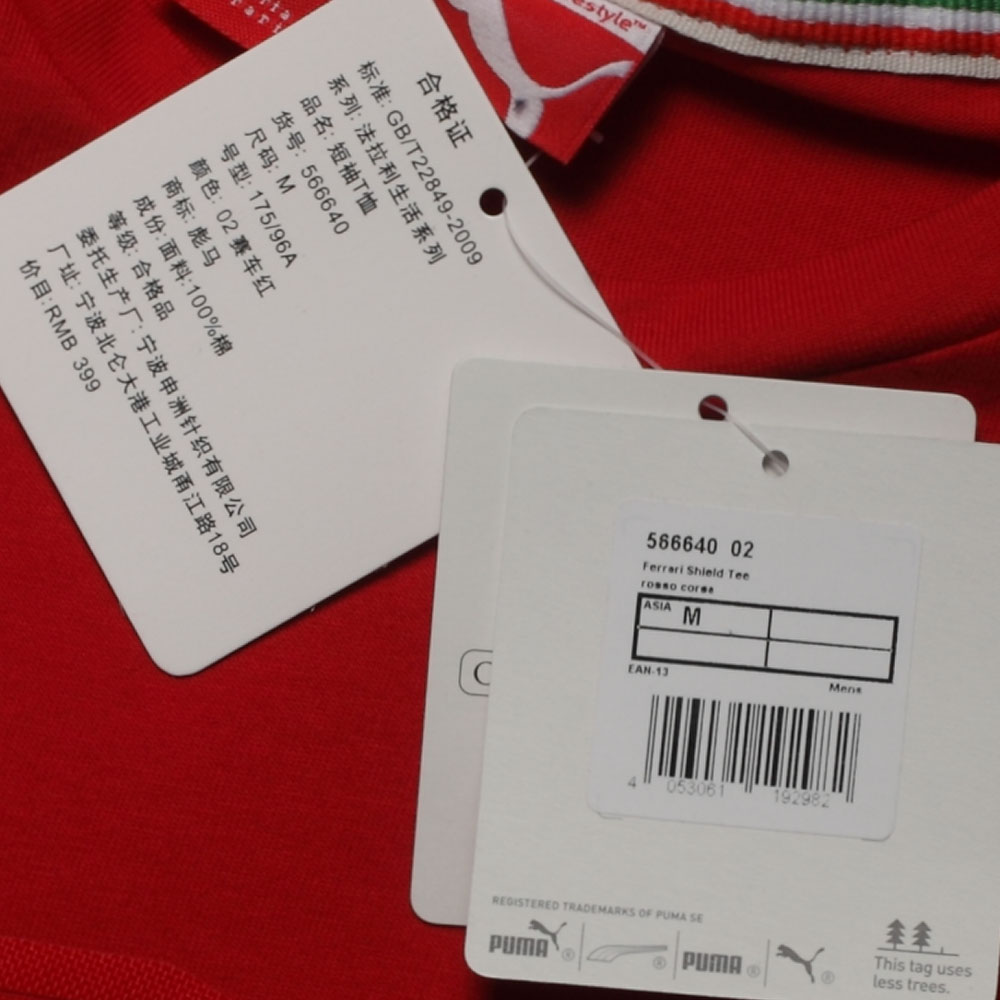 estyle™
合格证
标准: GB/T22849-2009
系列: 法拉利生活系列
品名: 短袖T恤
货号: 566640
尺码: M
号型: 175/96A
颜色: 02 赛车红
商标: 彪马
成份:面料:100%棉
等级: 合格品
委托生产厂: 宁波申洲针织有限公司
厂址: 宁波北仑大港工业城甬江路18号
价目:RMB 399
566640 02
Ferrari Shield Tee
rosso corsa
ASIA M
EAN-13
Mens
4 053061 192982
REGISTERED TRADEMARKS OF PUMA SE
PUMA® ® PUMA® ®
This tag uses
less trees.